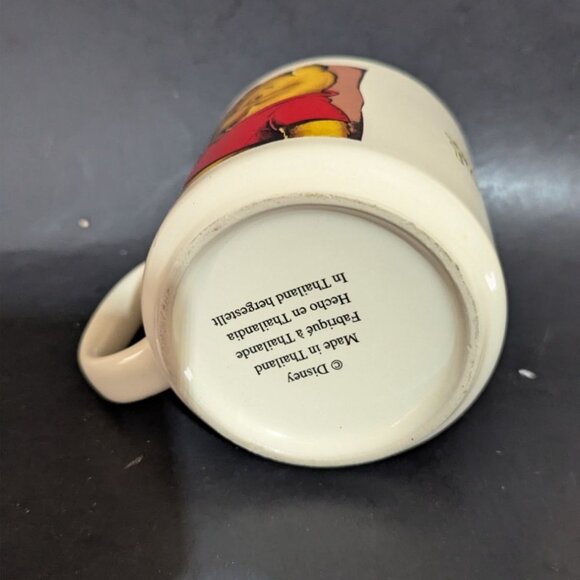 © Disney
Made in Thailand
Fabriqué à Thaïlande
Hecho en Thailandia
In Thailand hergestellt